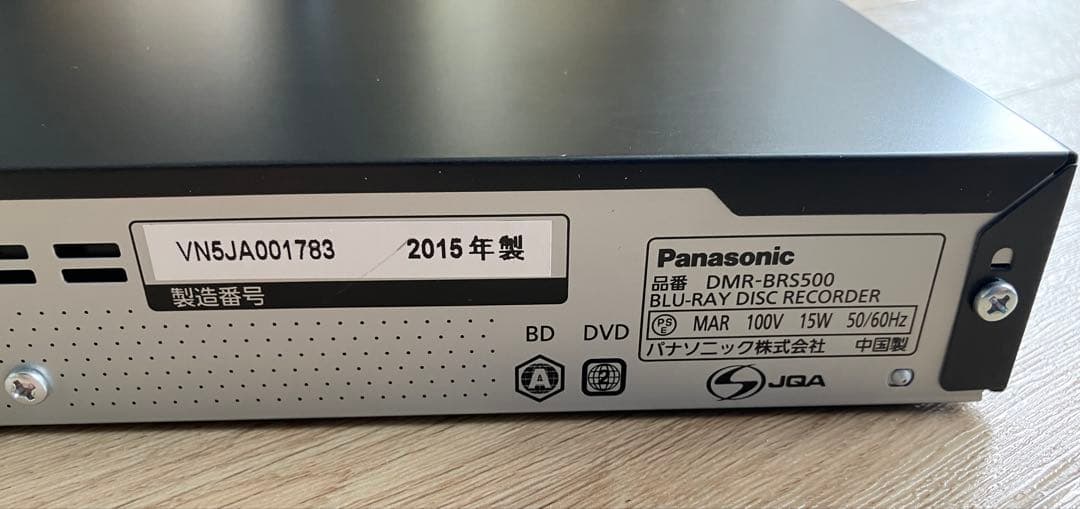 VN5JA001783 2015年製
製造番号
BD DVD
A 2
Panasonic
品番 DMR-BRS500
BLU-RAY DISC RECORDER
PSE MAR 100V 15W 50/60Hz
パナソニック株式会社 中国製
JQA